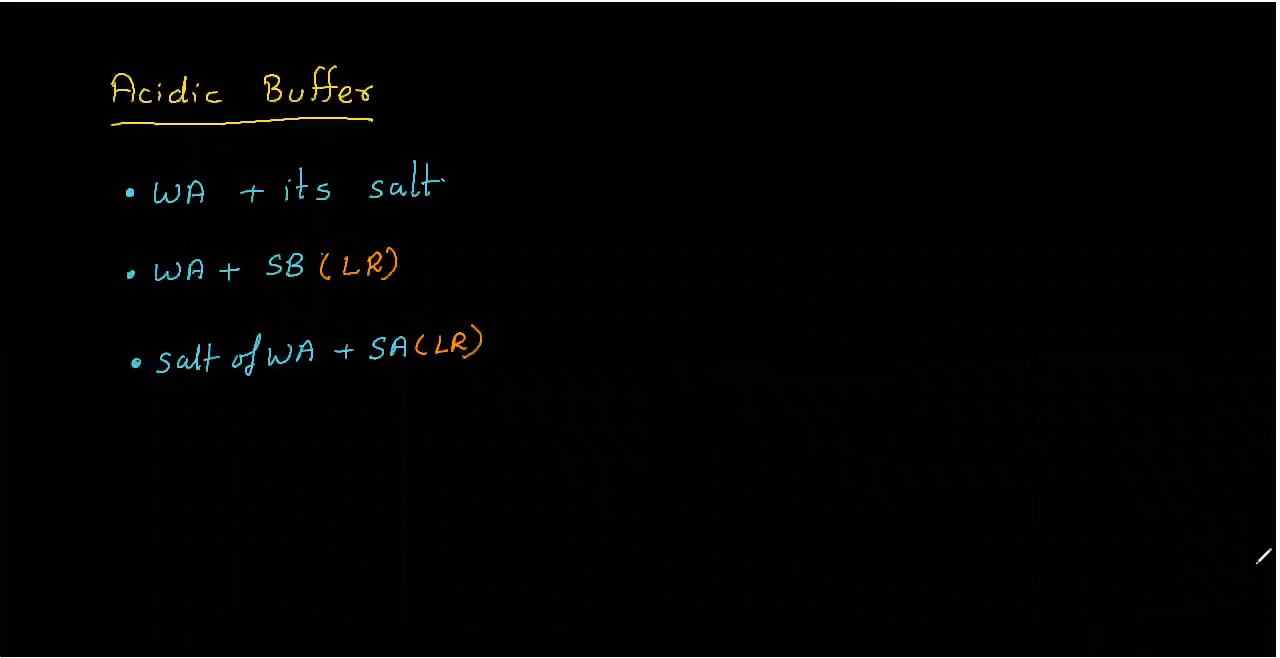 Acidic Buffer
• WA + its salt
• WA + SB (LR)
• salt of WA + SA (LR)